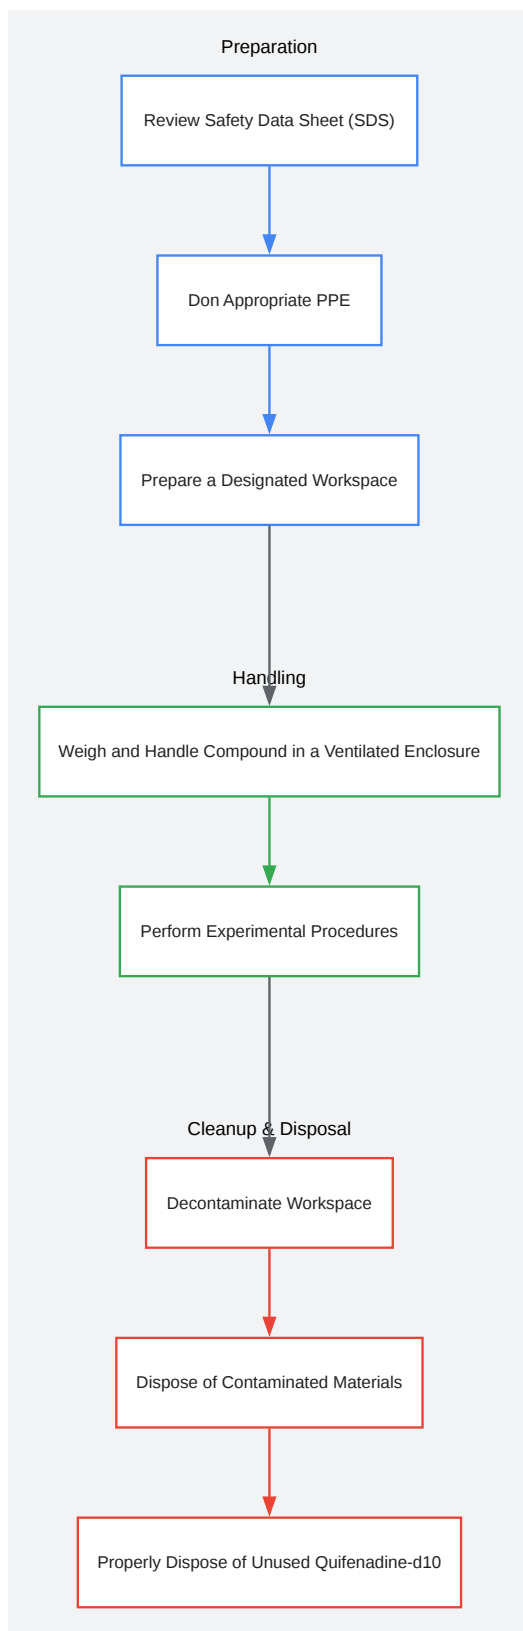 Preparation
Review Safety Data Sheet (SDS)
Don Appropriate PPE
Prepare a Designated Workspace
Handling
Weigh and Handle Compound in a Ventilated Enclosure
Perform Experimental Procedures
Cleanup & Disposal
Decontaminate Workspace
Dispose of Contaminated Materials
Properly Dispose of Unused Quifenadine-d10